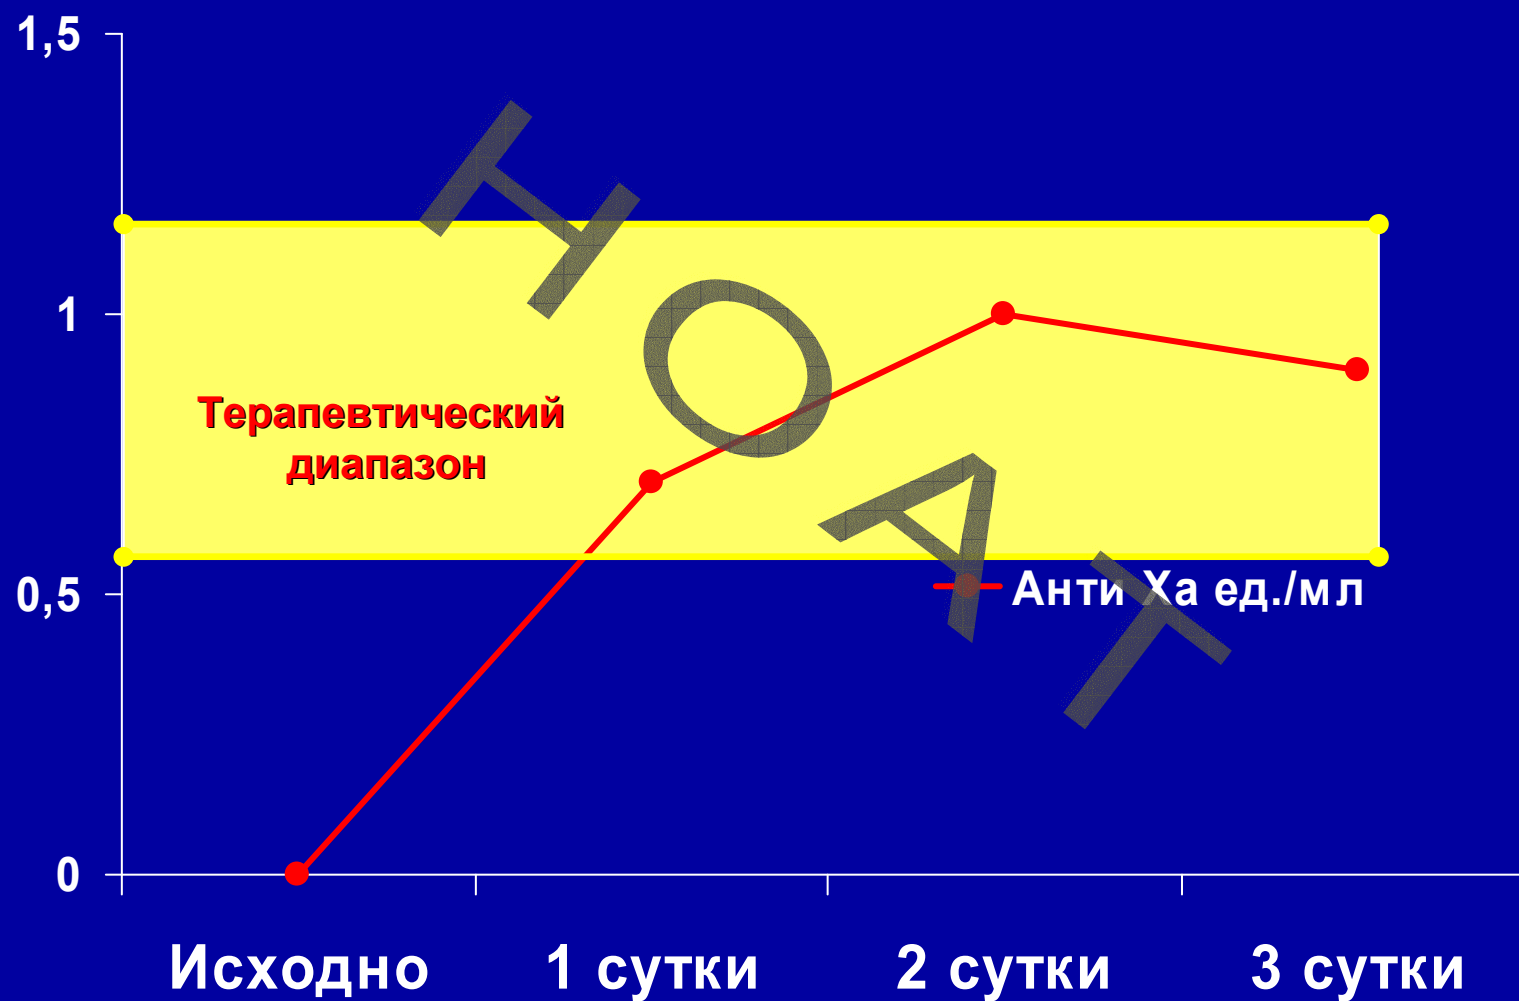 1,5
1
Терапевтический
диапазон
0,5
Анти Ха ед./мл
0
Исходно 1 сутки 2 сутки 3 сутки
НОАТ